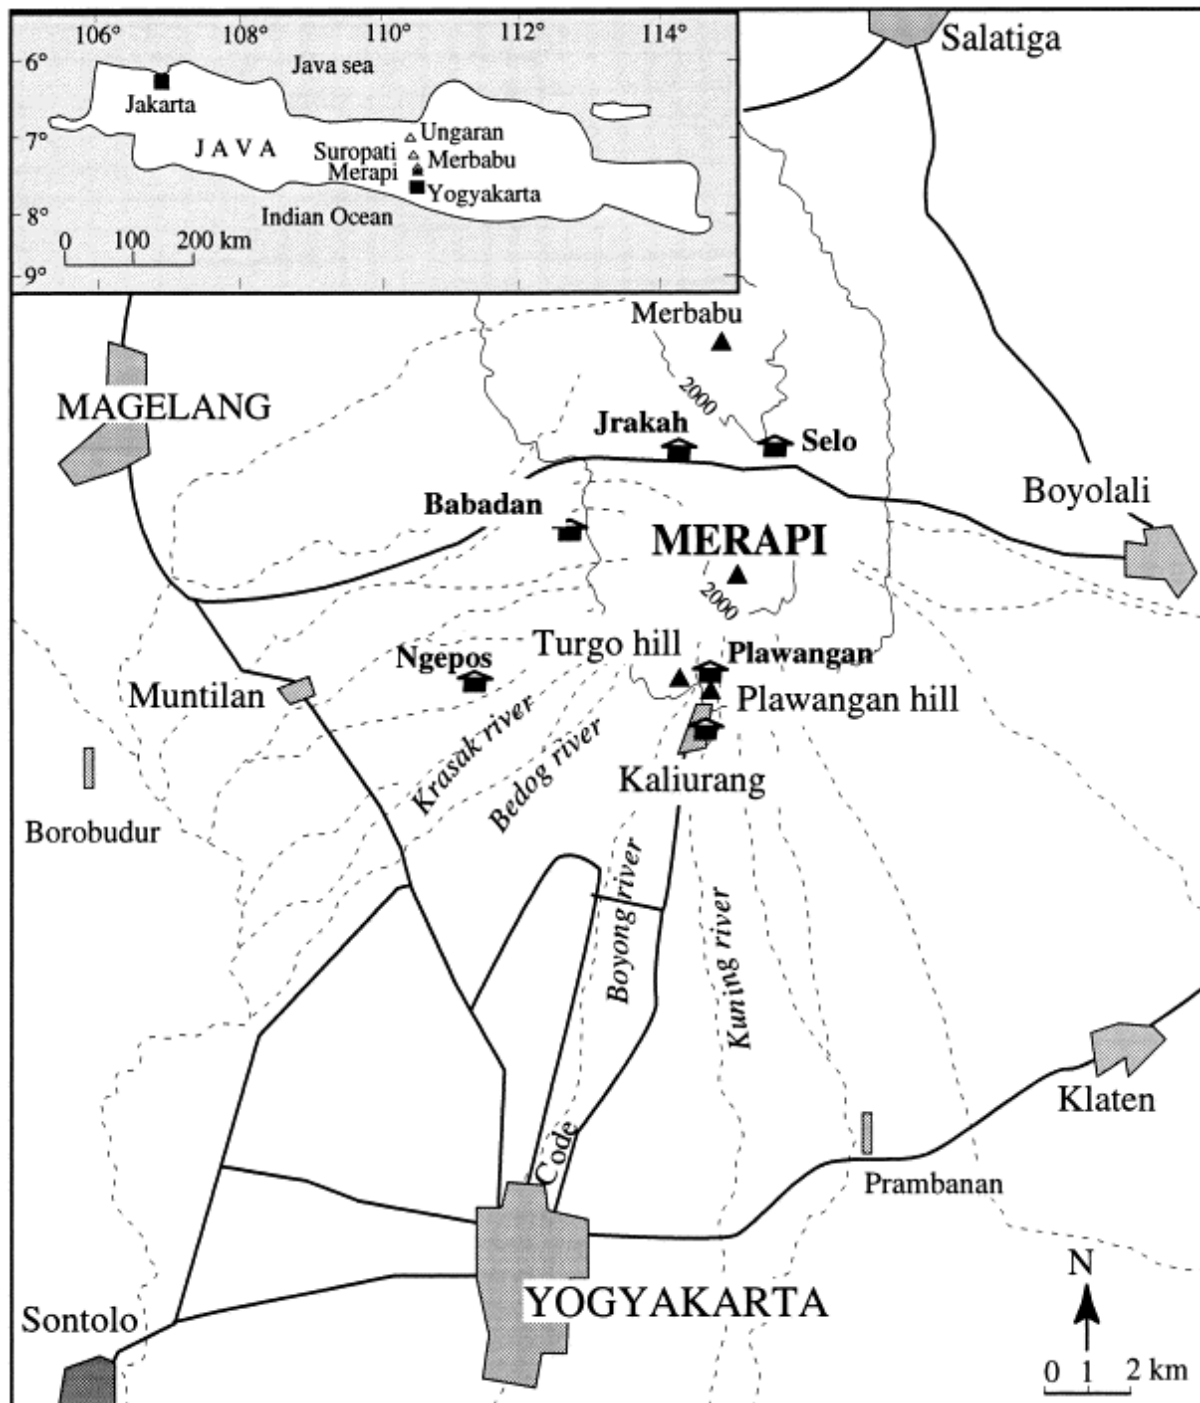 106° 108° 110° 112° 114°
6°
7°
8°
9°
Java sea
Jakarta
JAVA
Ungaran
Suropati
Merbabu
Merapi
Yogyakarta
Indian Ocean
0 100 200 km
Salatiga
Merbabu
2000
MAGELANG
Jrakah
Selo
Babadan
Boyolali
MERAPI
2000
Turgo hill
Plawangan
Ngepos
Muntilan
Plawangan hill
Krasak river
Bedog river
Kaliurang
Borobudur
Boyong river
Kuning river
Klaten
Code
Prambanan
YOGYAKARTA
Sontolo
N
0 1 2 km